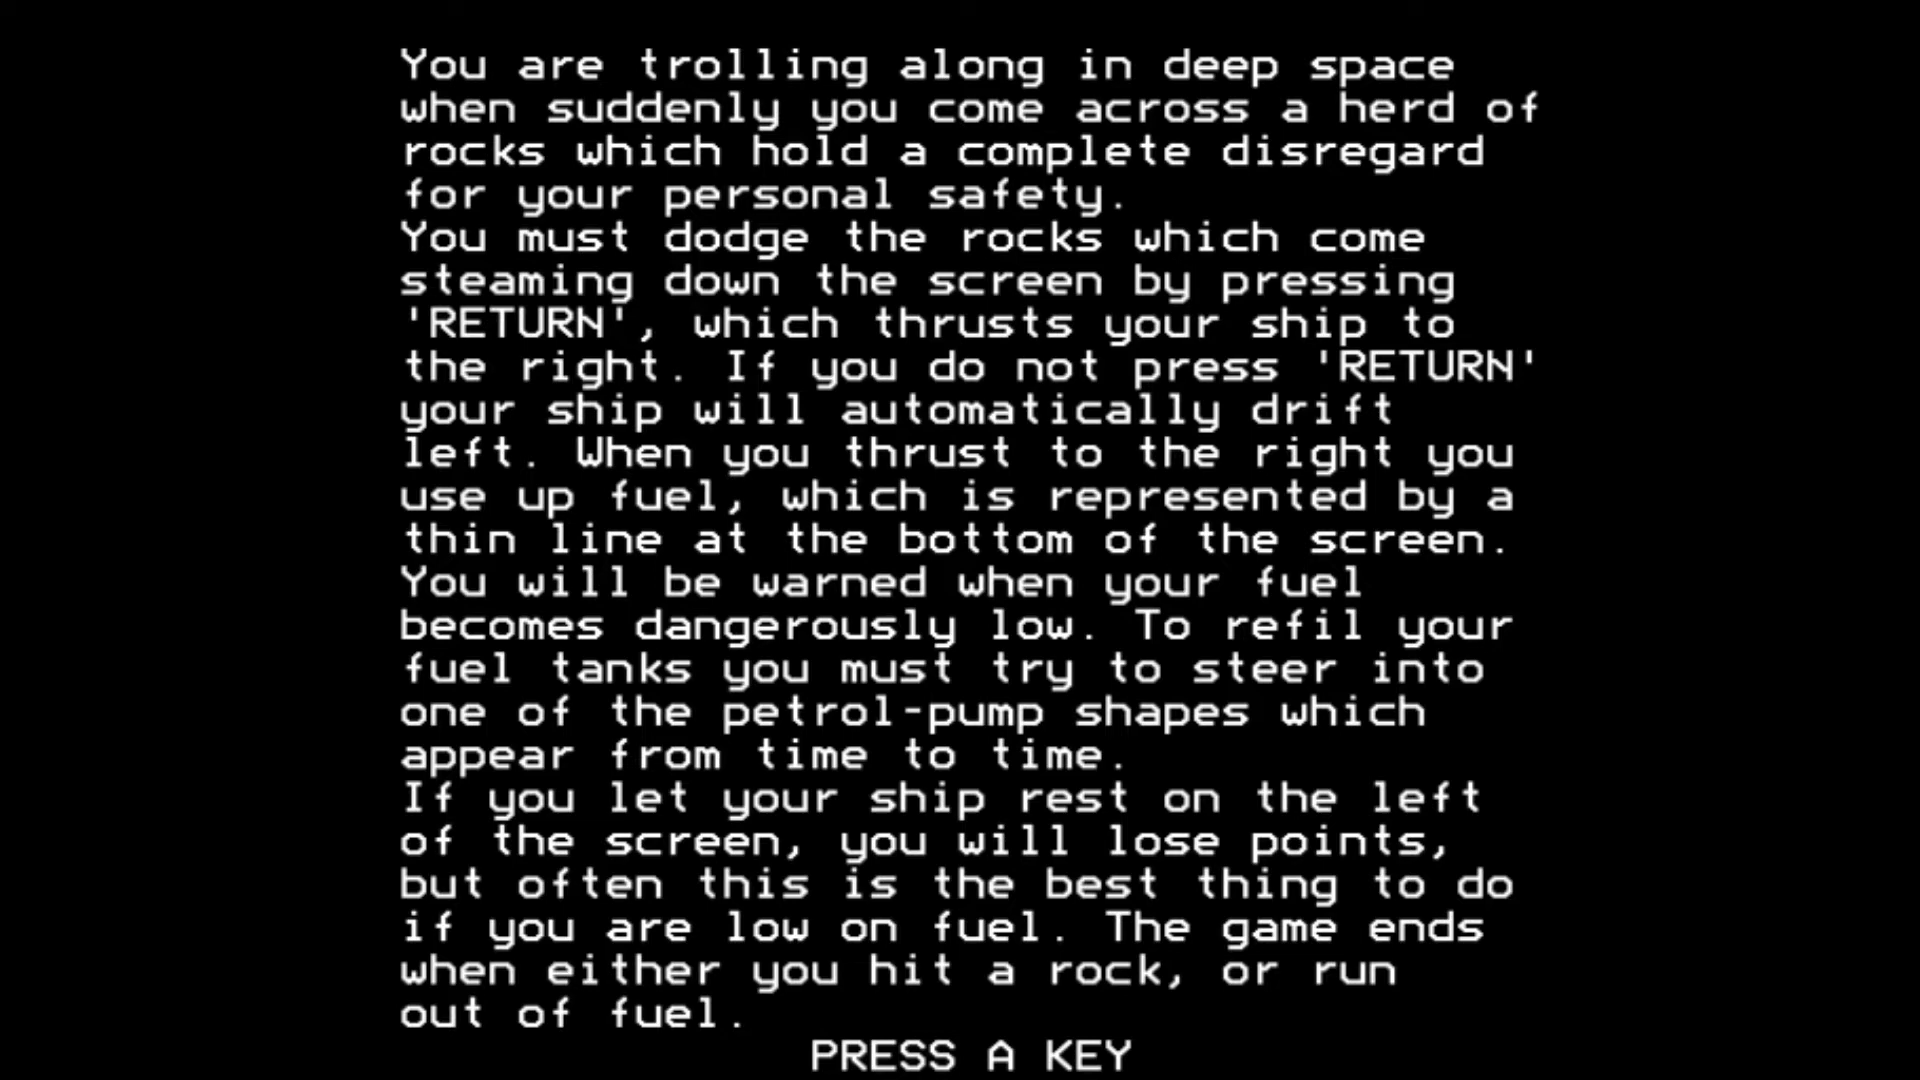 You are trolling along in deep space
when suddenly you come across a herd of
rocks which hold a complete disregard
for your personal safety.
You must dodge the rocks which come
steaming down the screen by pressing
'RETURN', which thrusts your ship to
the right. If you do not press 'RETURN'
your ship will automatically drift
left. When you thrust to the right you
use up fuel, which is represented by a
thin line at the bottom of the screen.
You will be warned when your fuel
becomes dangerously low. To refil your
fuel tanks you must try to steer into
one of the petrol-pump shapes which
appear from time to time.
If you let your ship rest on the left
of the screen, you will lose points,
but often this is the best thing to do
if you are low on fuel. The game ends
when either you hit a rock, or run
out of fuel.
PRESS A KEY